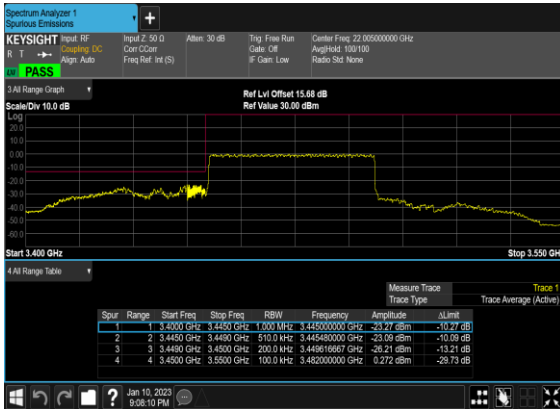 Spectrum Analyzer 1
Spurious Emissions
+
KEYSIGHT Input: RF Input Z: 50 Ω Atten: 30 dB Trig: Free Run Center Freq: 22.005000000 GHz
R T Coupling: DC Corr CCorr Gate: Off Avg|Hold: 100/100
Align: Auto Freq Ref: Int (S) IF Gain: Low Radio Std: None
PASS
3 All Range Graph
Ref Lvl Offset 15.68 dB
Scale/Div 10.0 dB Ref Value 30.00 dBm
Log
20.0
10.0
0.00
-10.0
-20.0
-30.0
-40.0
-50.0
-60.0
Start 3.400 GHz Stop 3.550 GH
4 All Range Table
Measure Trace Trace 1
Trace Type Trace Average (Active)
Spur Range Start Freq Stop Freq RBW Frequency Amplitude ΔLimit
1 1 3.4000 GHz 3.4450 GHz 1.000 MHz 3.445000000 GHz -23.27 dBm -10.27 dB
2 2 3.4450 GHz 3.4490 GHz 510.0 kHz 3.445480000 GHz -23.09 dBm -10.09 dB
3 3 3.4490 GHz 3.4500 GHz 200.0 kHz 3.449616667 GHz -26.21 dBm -13.21 dB
4 4 3.4500 GHz 3.5500 GHz 100.0 kHz 3.482000000 GHz 0.272 dBm -29.73 dB
?
Jan 10, 2023
9:08:10 PM